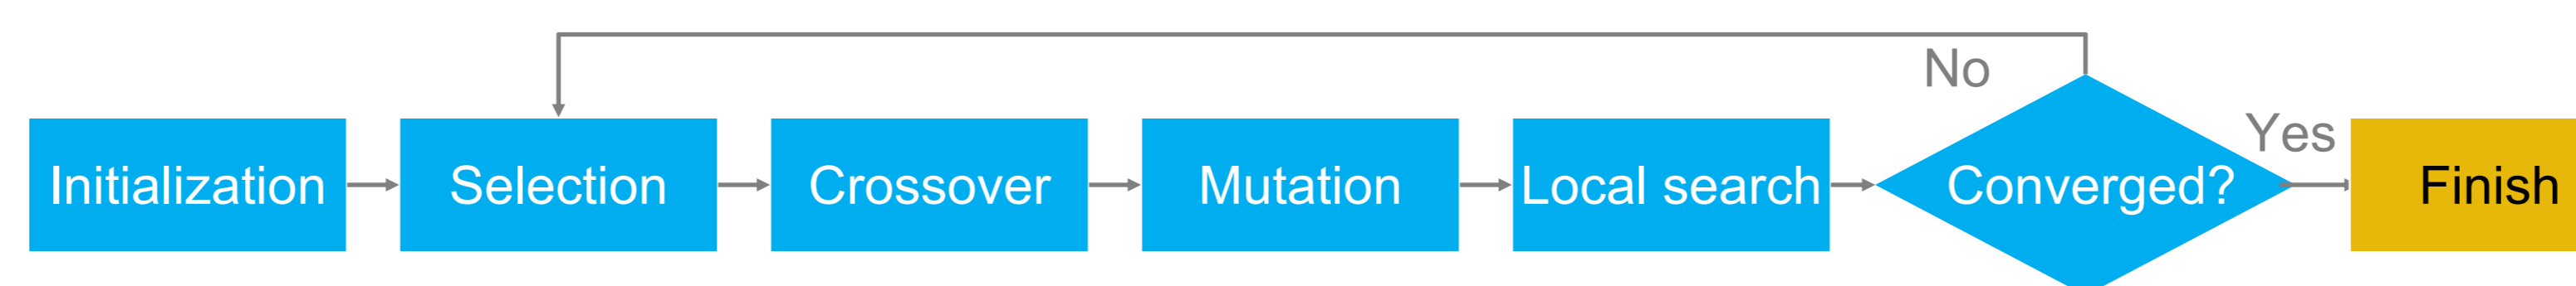 No
Yes
Initialization
Selection
Crossover
Mutation
Local search
Converged?
Finish